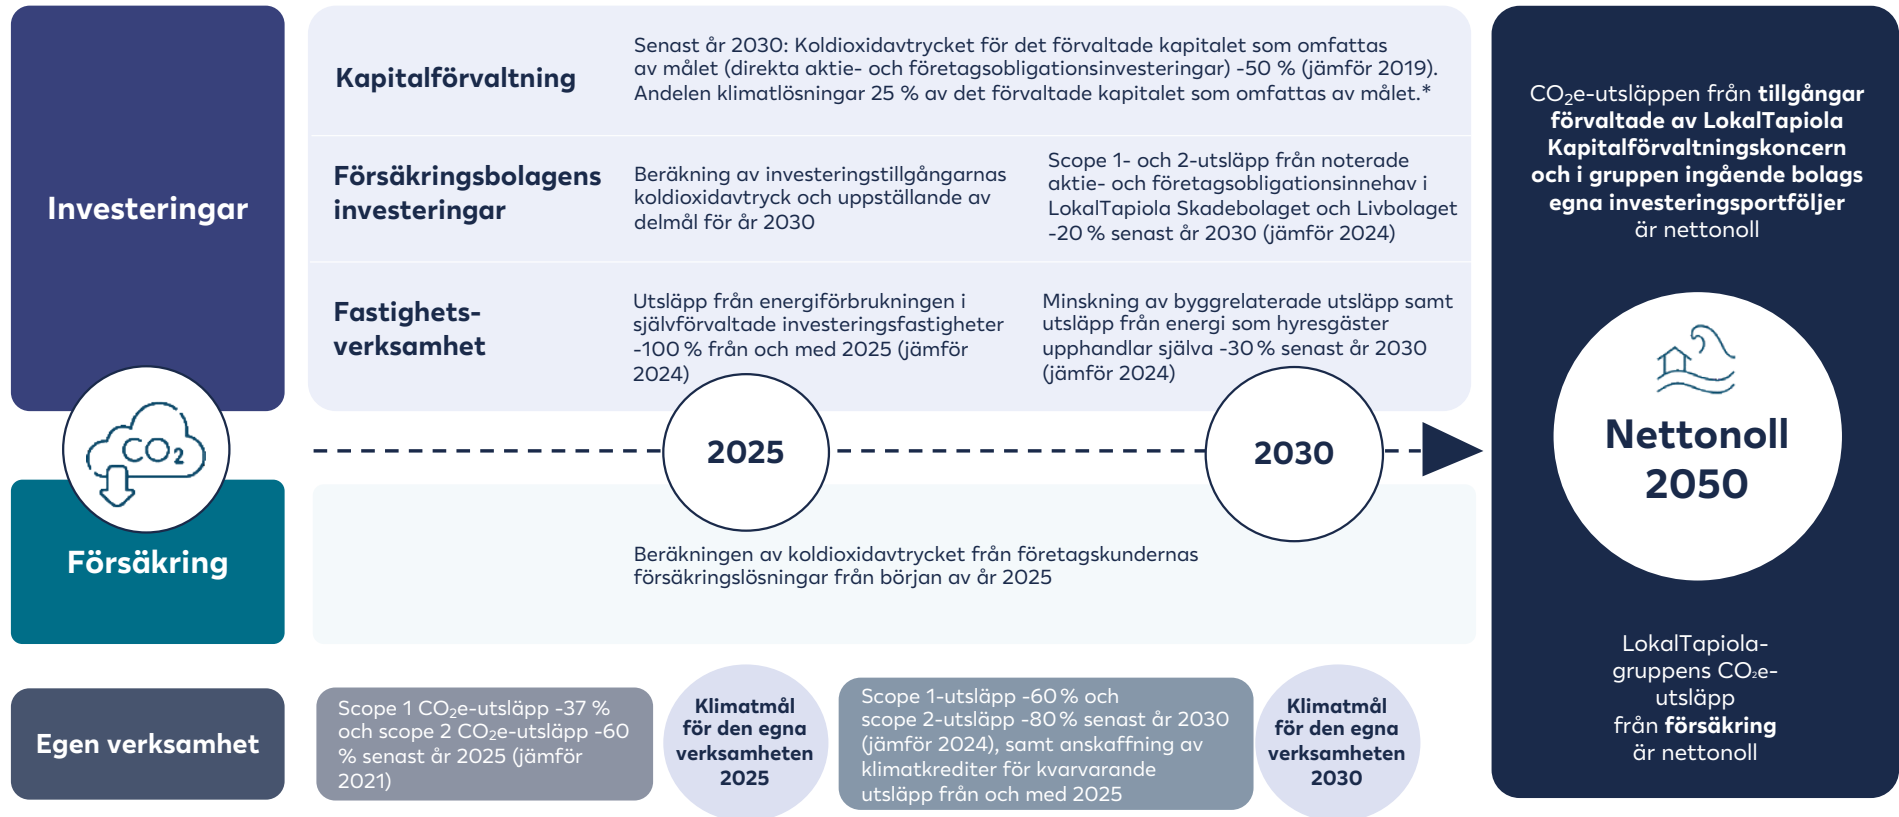 Investeringar
Kapitalförvaltning
Senast år 2030: Koldioxidavtrycket för det förvaltade kapitalet som omfattas
av målet (direkta aktie- och företagsobligationsinvesteringar) -50 % (jämför 2019).
Andelen klimatlösningar 25 % av det förvaltade kapitalet som omfattas av målet.*
Försäkringsbolagens
investeringar
Beräkning av investeringstillgångarnas
koldioxidavtryck och uppställande av
delmål för år 2030
Scope 1- och 2-utsläpp från noterade
aktie- och företagsobligationsinnehav i
LokalTapiola Skadebolaget och Livbolaget
-20 % senast år 2030 (jämför 2024)
Fastighets-
verksamhet
Utsläpp från energiförbrukningen i
självförvaltade investeringsfastigheter
-100 % från och med 2025 (jämför
2024)
Minskning av byggrelaterade utsläpp samt
utsläpp från energi som hyresgäster
upphandlar själva -30 % senast år 2030
(jämför 2024)
CO2
2025
2030
Försäkring
Beräkningen av koldioxidavtrycket från företagskundernas
försäkringslösningar från början av år 2025
Egen verksamhet
Scope 1 CO₂e-utsläpp -37 %
och scope 2 CO₂e-utsläpp -60
% senast år 2025 (jämför
2021)
Klimatmål
för den egna
verksamheten
2025
Scope 1-utsläpp -60 % och
scope 2-utsläpp -80 % senast år 2030
(jämför 2024), samt anskaffning av
klimatkrediter för kvarvarande
utsläpp från och med 2025
Klimatmål
för den egna
verksamheten
2030
CO₂e-utsläppen från tillgångar
förvaltade av LokalTapiola
Kapitalförvaltningskoncern
och i gruppen ingående bolags
egna investeringsportföljer
är nettonoll
Nettonoll
2050
LokalTapiola-
gruppens CO₂e-
utsläpp
från försäkring
är nettonoll